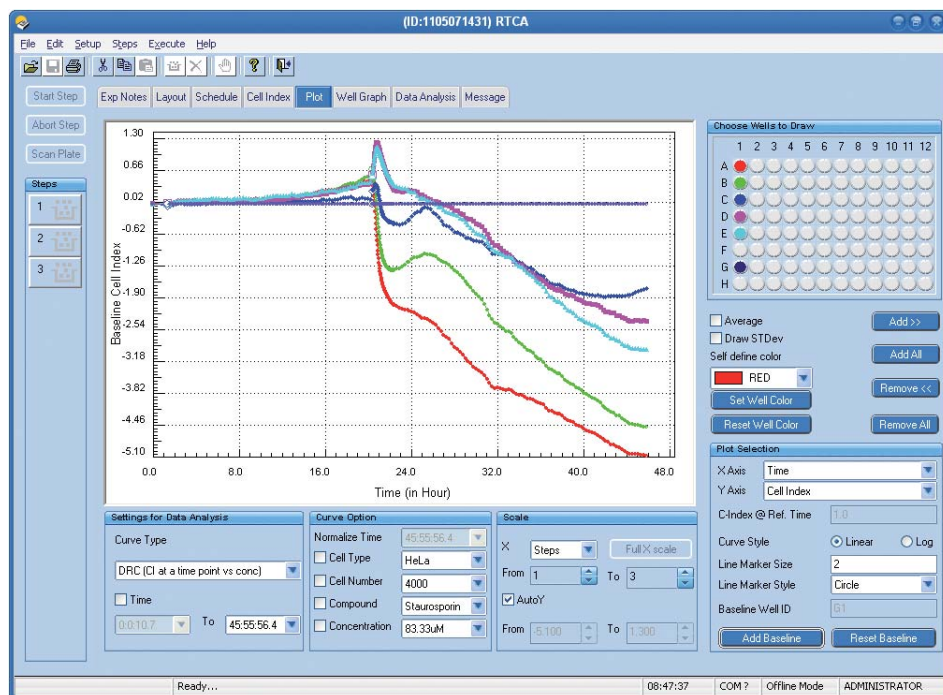 (ID:1105071431) RTCA
File Edit Setup Steps Execute Help
Start Step
Abort Step
Scan Plate
Steps
1
2
3
Exp Notes Layout Schedule Cell Index Plot Well Graph Data Analysis Message
Baseline Cell Index
1.30
0.66
0.02
-0.62
-1.26
-1.90
-2.54
-3.18
-3.82
-4.46
-5.10
0.0 8.0 16.0 24.0 32.0 40.0 48.0
Time (in Hour)
Choose Wells to Draw
1 2 3 4 5 6 7 8 9 10 11 12
A
B
C
D
E
F
G
H
Average
Draw STDev
Self define color
RED
Set Well Color
Reset Well Color
Add >>
Add All
Remove <<
Remove All
Plot Selection
X Axis Time
Y Axis Cell Index
C-Index @ Ref. Time 1.0
Curve Style Linear Log
Line Marker Size 2
Line Marker Style Circle
Baseline Well ID G1
Add Baseline Reset Baseline
Settings for Data Analysis
Curve Type
DRC (CI at a time point vs conc)
Time
0:0:10.7 To 45:55:56.4
Curve Option
Normalize Time 45:55:56.4
Cell Type HeLa
Cell Number 4000
Compound Staurosporin
Concentration 83.33uM
Scale
X Steps Full X scale
From 1 To 3
AutoY
From -5.100 To 1.300
Ready... 08:47:37 COM ? Offline Mode ADMINISTRATOR